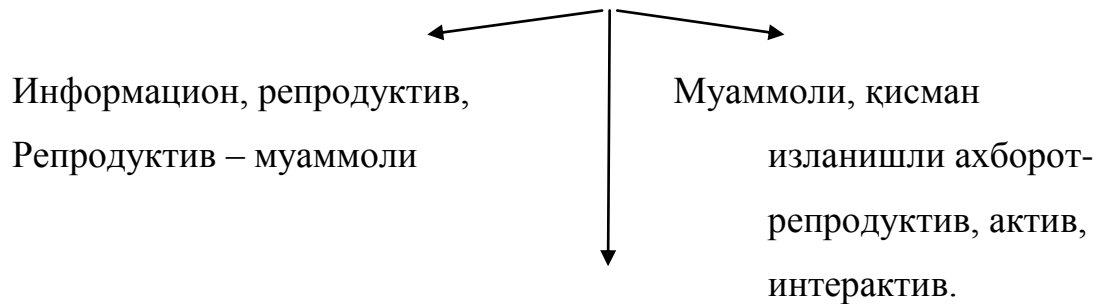 Информацион, репродуктив,
Репродуктив – муаммоли
Муаммоли, қисман
изланишли ахборот-
репродуктив, актив,
интерактив.